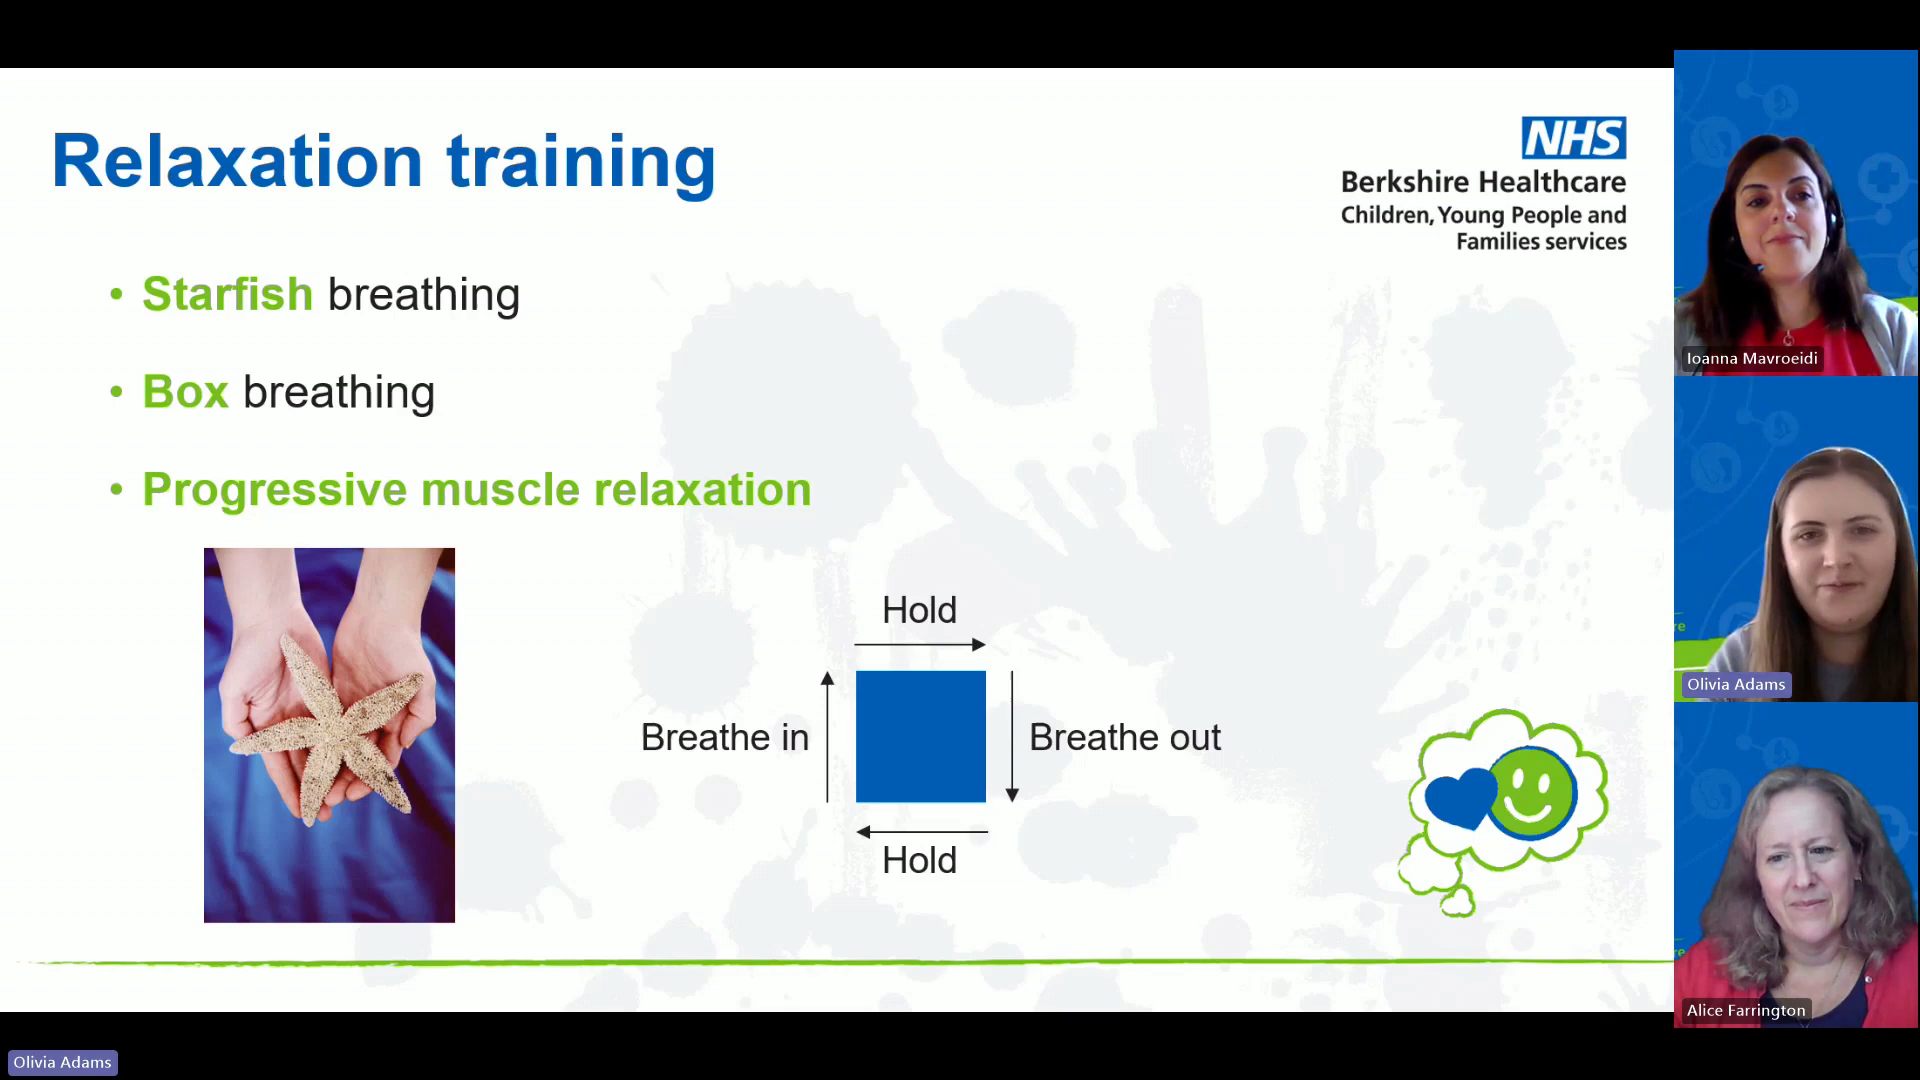 Relaxation training
NHS
Berkshire Healthcare
Children, Young People and
Families services
• Starfish breathing
• Box breathing
• Progressive muscle relaxation
Hold
Breathe in
Breathe out
Hold
Ioanna Mavroeidi
Olivia Adams
Alice Farrington
Olivia Adams